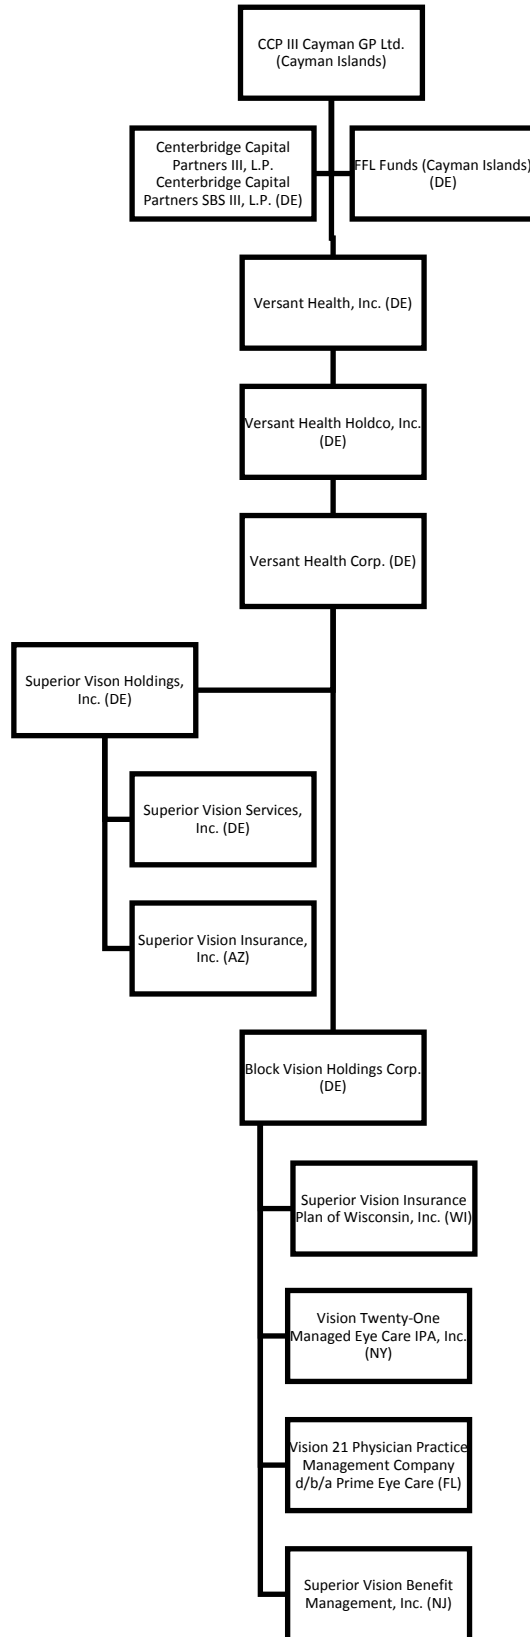 CCP III Cayman GP Ltd.
(Cayman Islands)
Centerbridge Capital
Partners III, L.P.
Centerbridge Capital
Partners SBS III, L.P. (DE)
FFL Funds (Cayman Islands)
(DE)
Versant Health, Inc. (DE)
Versant Health Holdco, Inc.
(DE)
Versant Health Corp. (DE)
Superior Vison Holdings,
Inc. (DE)
Superior Vision Services,
Inc. (DE)
Superior Vision Insurance,
Inc. (AZ)
Block Vision Holdings Corp.
(DE)
Superior Vision Insurance
Plan of Wisconsin, Inc. (WI)
Vision Twenty-One
Managed Eye Care IPA, Inc.
(NY)
Vision 21 Physician Practice
Management Company
d/b/a Prime Eye Care (FL)
Superior Vision Benefit
Management, Inc. (NJ)